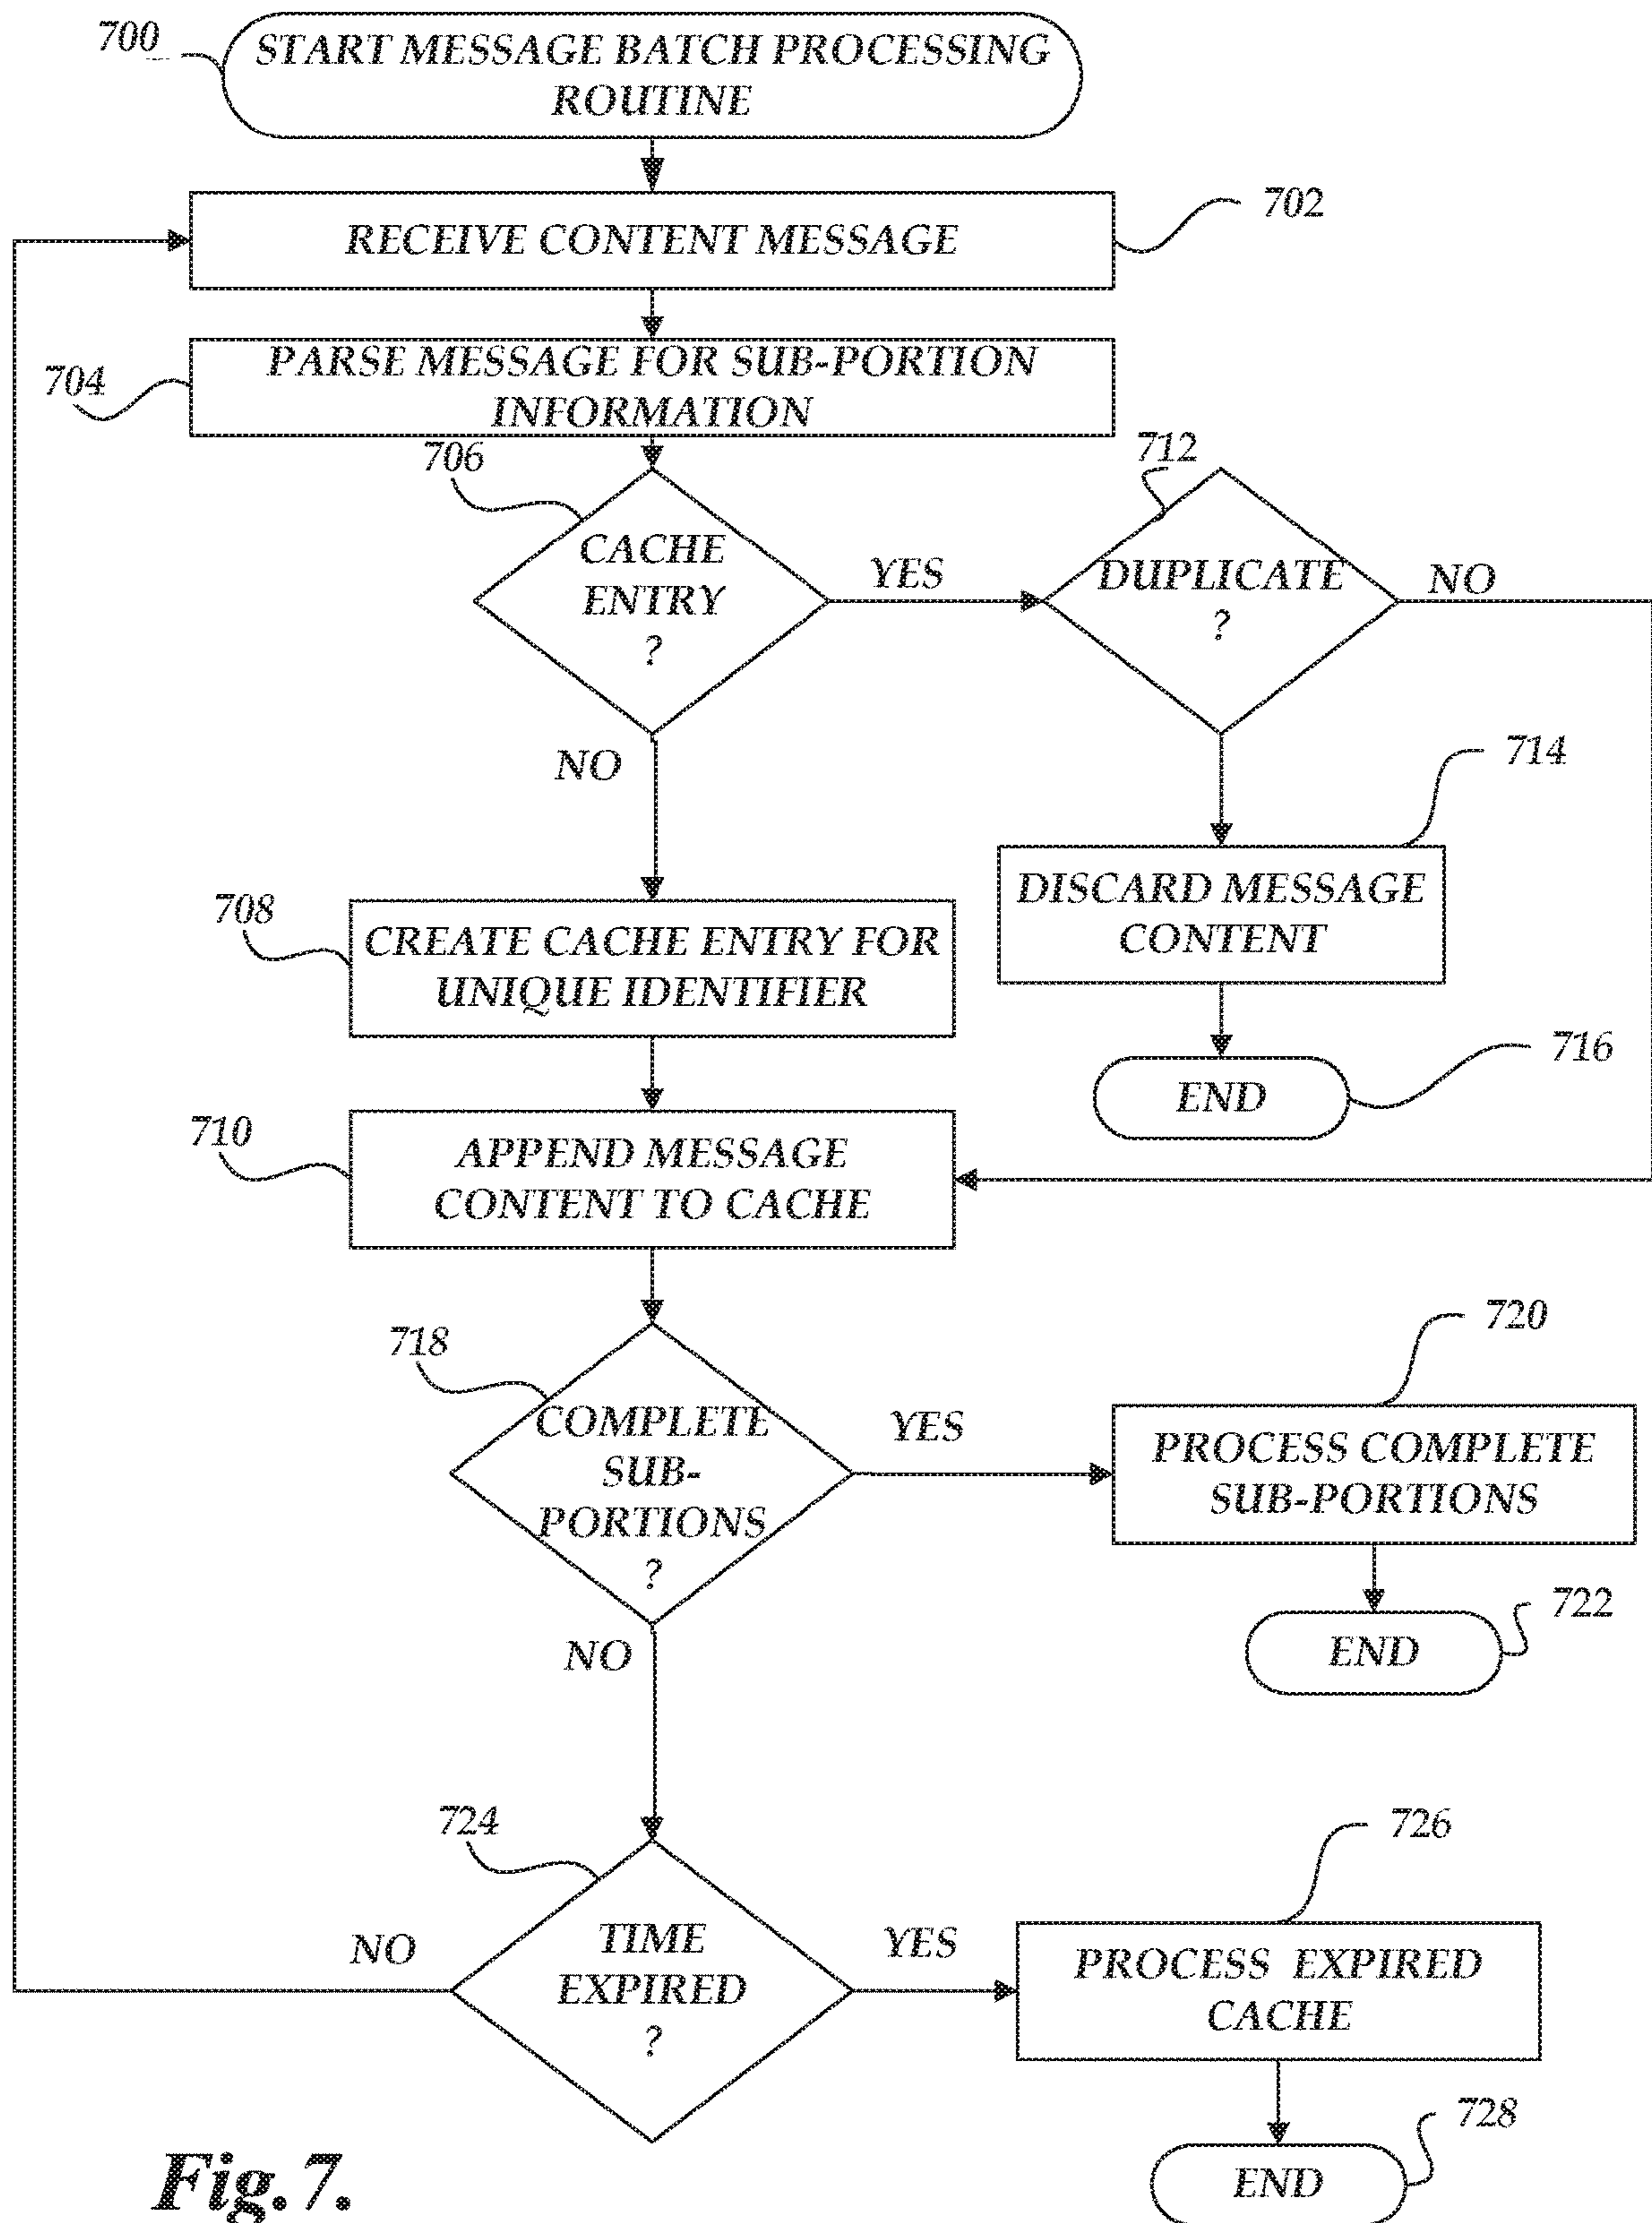 700
START MESSAGE BATCH PROCESSING
ROUTINE
702
RECEIVE CONTENT MESSAGE
704
PARSE MESSAGE FOR SUB-PORTION
INFORMATION
706
CACHE
ENTRY
?
YES
NO
712
DUPLICATE
?
NO
714
DISCARD MESSAGE
CONTENT
708
CREATE CACHE ENTRY FOR
UNIQUE IDENTIFIER
716
END
710
APPEND MESSAGE
CONTENT TO CACHE
718
COMPLETE
SUB-
PORTIONS
?
YES
NO
720
PROCESS COMPLETE
SUB-PORTIONS
722
END
724
TIME
EXPIRED
?
NO
YES
726
PROCESS EXPIRED
CACHE
728
END
Fig.7.